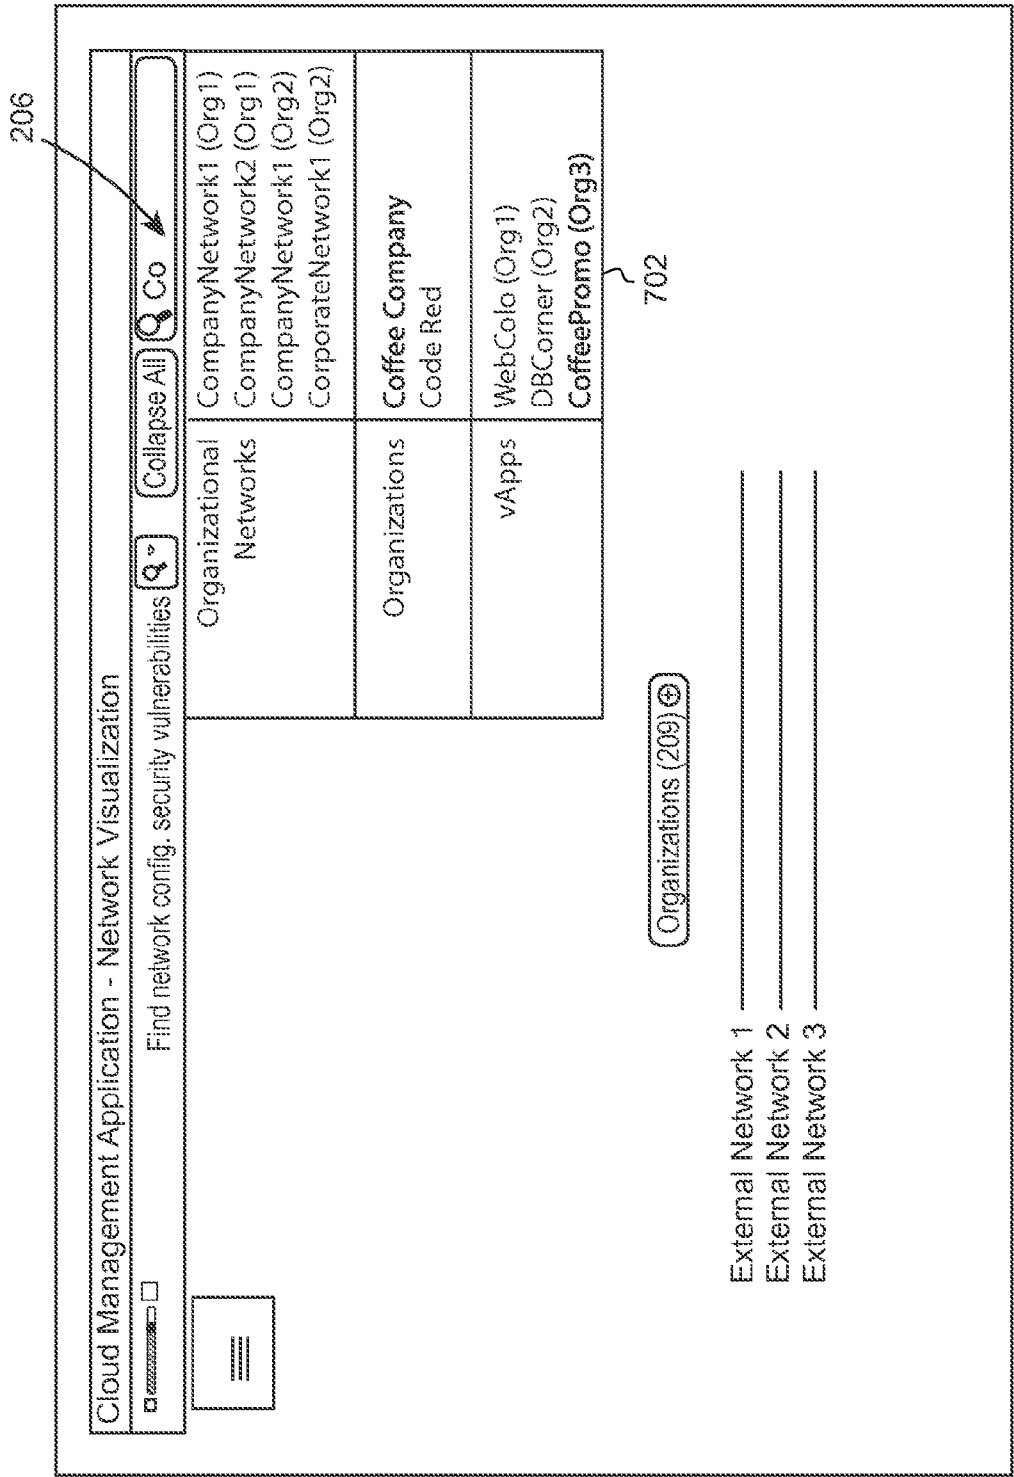 206
Cloud Management Application - Network Visualization
Find network config. security vulnerabilities
Collapse All
Co
Organizational
Networks
CompanyNetwork1 (Org1)
CompanyNetwork2 (Org1)
CompanyNetwork1 (Org2)
CorporateNetwork1 (Org2)
Organizations
Coffee Company
Code Red
vApps
WebColo (Org1)
DBCorner (Org2)
CoffeePromo (Org3)
702
Organizations (209)
External Network 1
External Network 2
External Network 3